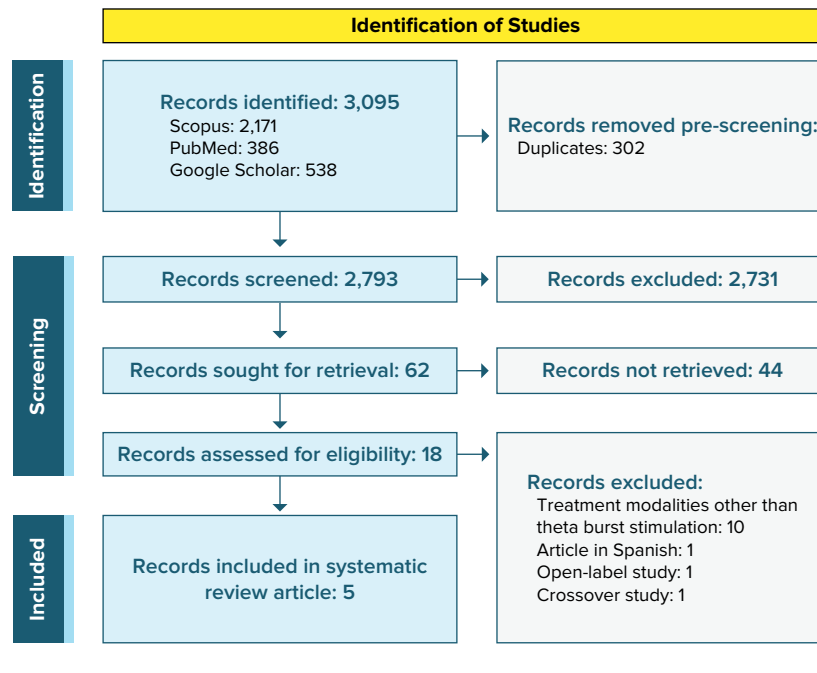 Identification of Studies
Identification
Records identified: 3,095
Scopus: 2,171
PubMed: 386
Google Scholar: 538
Records removed pre-screening:
Duplicates: 302
Screening
Records screened: 2,793
Records excluded: 2,731
Records sought for retrieval: 62
Records not retrieved: 44
Records assessed for eligibility: 18
Records excluded:
Treatment modalities other than
theta burst stimulation: 10
Article in Spanish: 1
Open-label study: 1
Crossover study: 1
Included
Records included in systematic
review article: 5